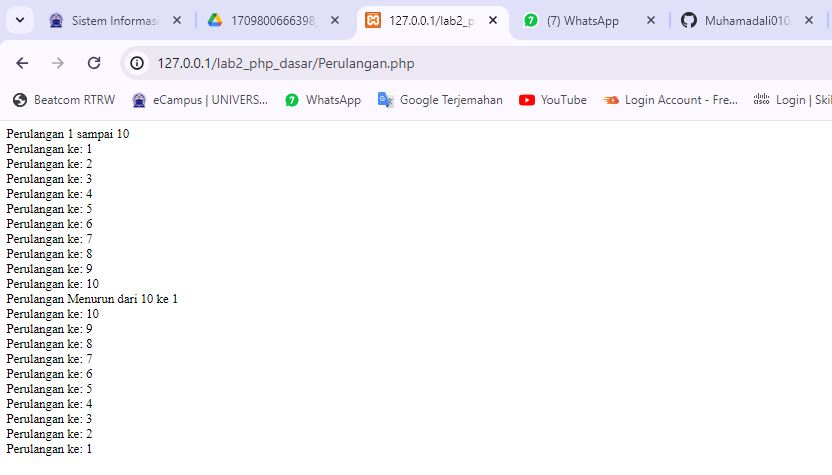 Sistem Informasi
1709800666398_
127.0.0.1/lab2_p
(7) WhatsApp
Muhamadali010
127.0.0.1/lab2_php_dasar/Perulangan.php
Beatcom RTRW
eCampus | UNIVERS...
WhatsApp
Google Terjemahan
YouTube
Login Account - Fre...
Login | Skil
Perulangan 1 sampai 10
Perulangan ke: 1
Perulangan ke: 2
Perulangan ke: 3
Perulangan ke: 4
Perulangan ke: 5
Perulangan ke: 6
Perulangan ke: 7
Perulangan ke: 8
Perulangan ke: 9
Perulangan ke: 10
Perulangan Menurun dari 10 ke 1
Perulangan ke: 10
Perulangan ke: 9
Perulangan ke: 8
Perulangan ke: 7
Perulangan ke: 6
Perulangan ke: 5
Perulangan ke: 4
Perulangan ke: 3
Perulangan ke: 2
Perulangan ke: 1